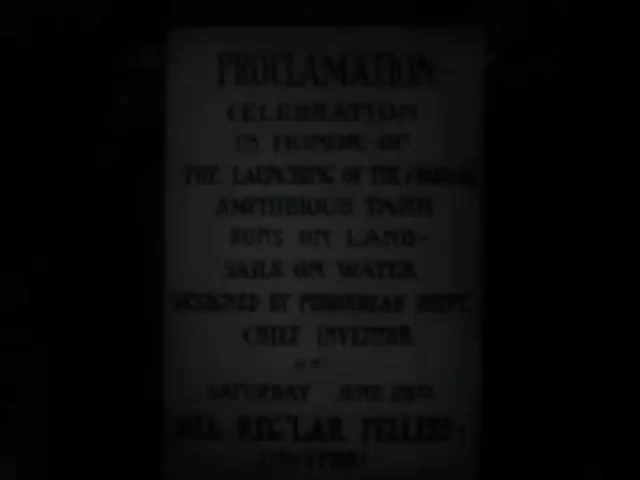 PROCLAMATION-
CELEBRATION
IN HONOR OF
THE LAUNCHING OF THE
AMPHIBIOUS TANK
RUNS ON LAND-
SAILS ON WATER
DESIGNED BY
CHIEF INVENTOR
SATURDAY JUNE
ALL REG'LAR FELLERS
INVITED!